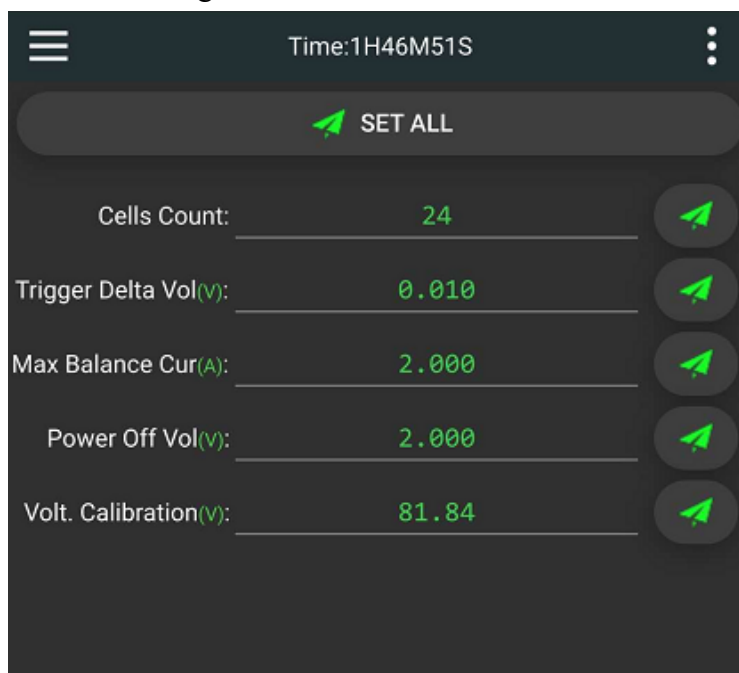 Time:1H46M51S
SET ALL
Cells Count: 24
Trigger Delta Vol(V): 0.010
Max Balance Cur(A): 2.000
Power Off Vol(V): 2.000
Volt. Calibration(V): 81.84